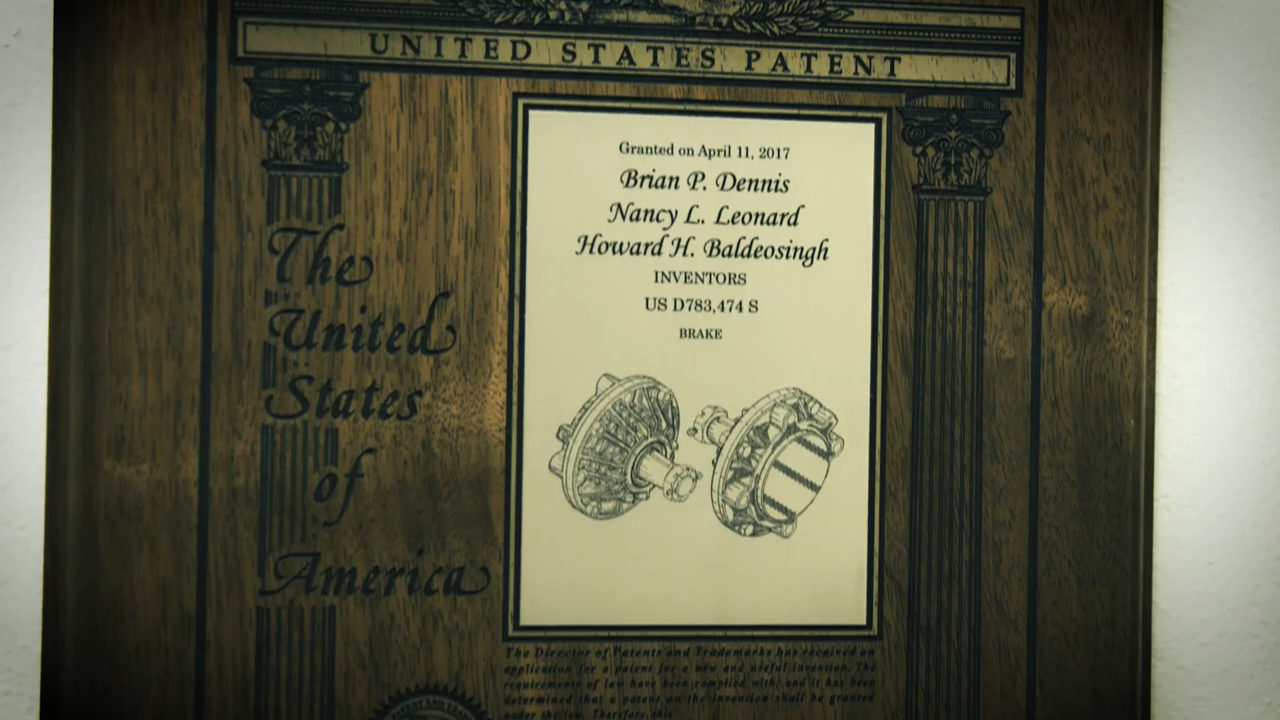 UNITED STATES PATENT
The
United
States
of
America
Granted on April 11, 2017
Brian P. Dennis
Nancy L. Leonard
Howard H. Baldeosingh
INVENTORS
US D783,474 S
BRAKE
The Director of Patents and Trademarks has received an
application for a patent for a new and useful invention. The
requirements of law have been complied with, and it has been
determined that a patent on the invention shall be granted
under the law. Therefore, this
PATENT AND